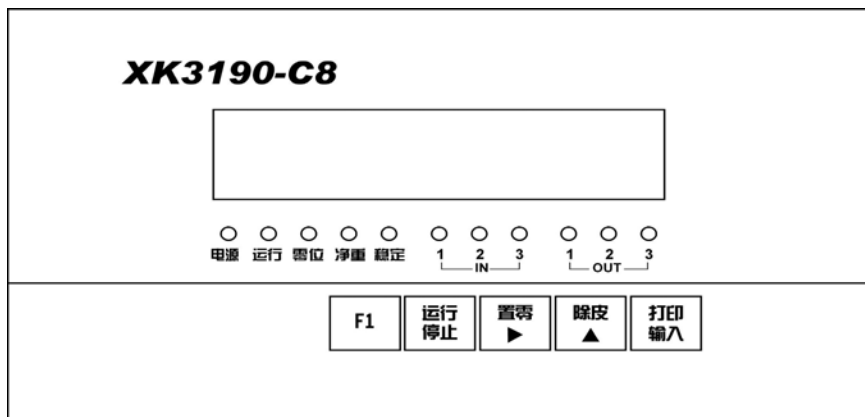 XK3190-C8
电源 运行 零位 净重 稳定 1 2 3 1 2 3
IN OUT
F1 运行 置零 除皮 打印
停止 ▶ ▲ 输入